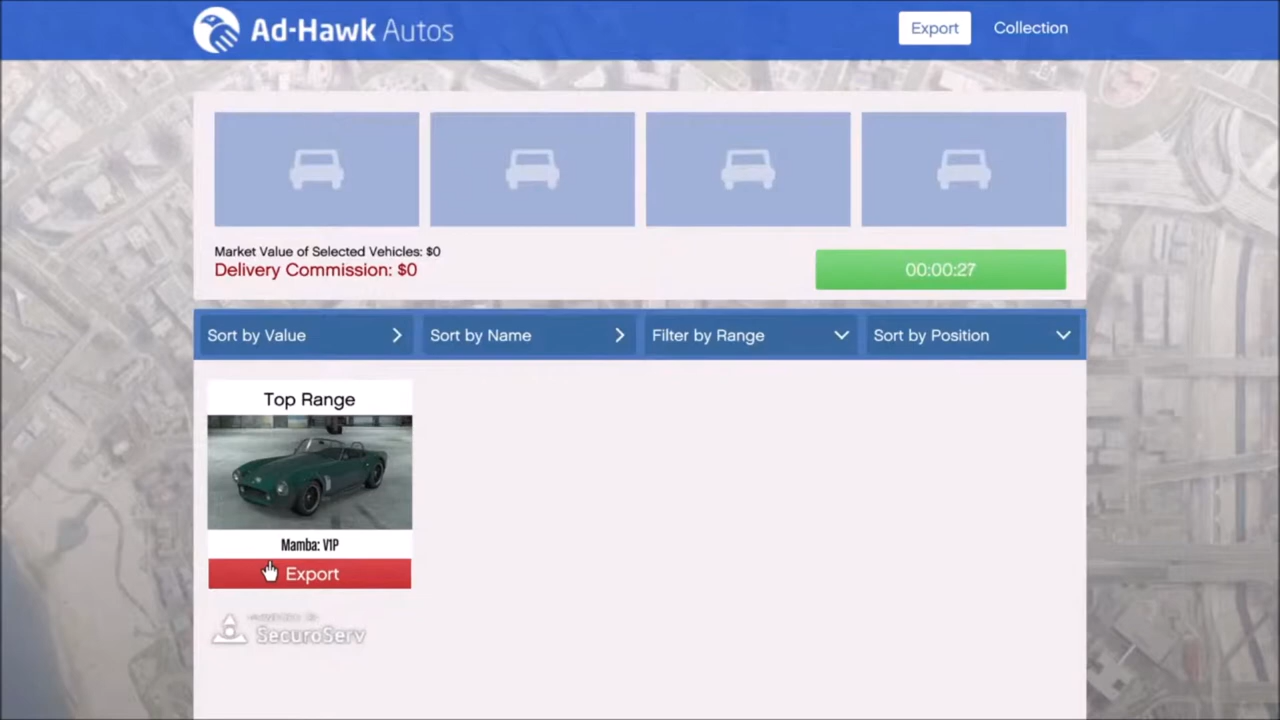 Ad-Hawk Autos
Export
Collection
Market Value of Selected Vehicles: $0
Delivery Commission: $0
00:00:27
Sort by Value
Sort by Name
Filter by Range
Sort by Position
Top Range
Mamba: V1P
Export
SecuroServ